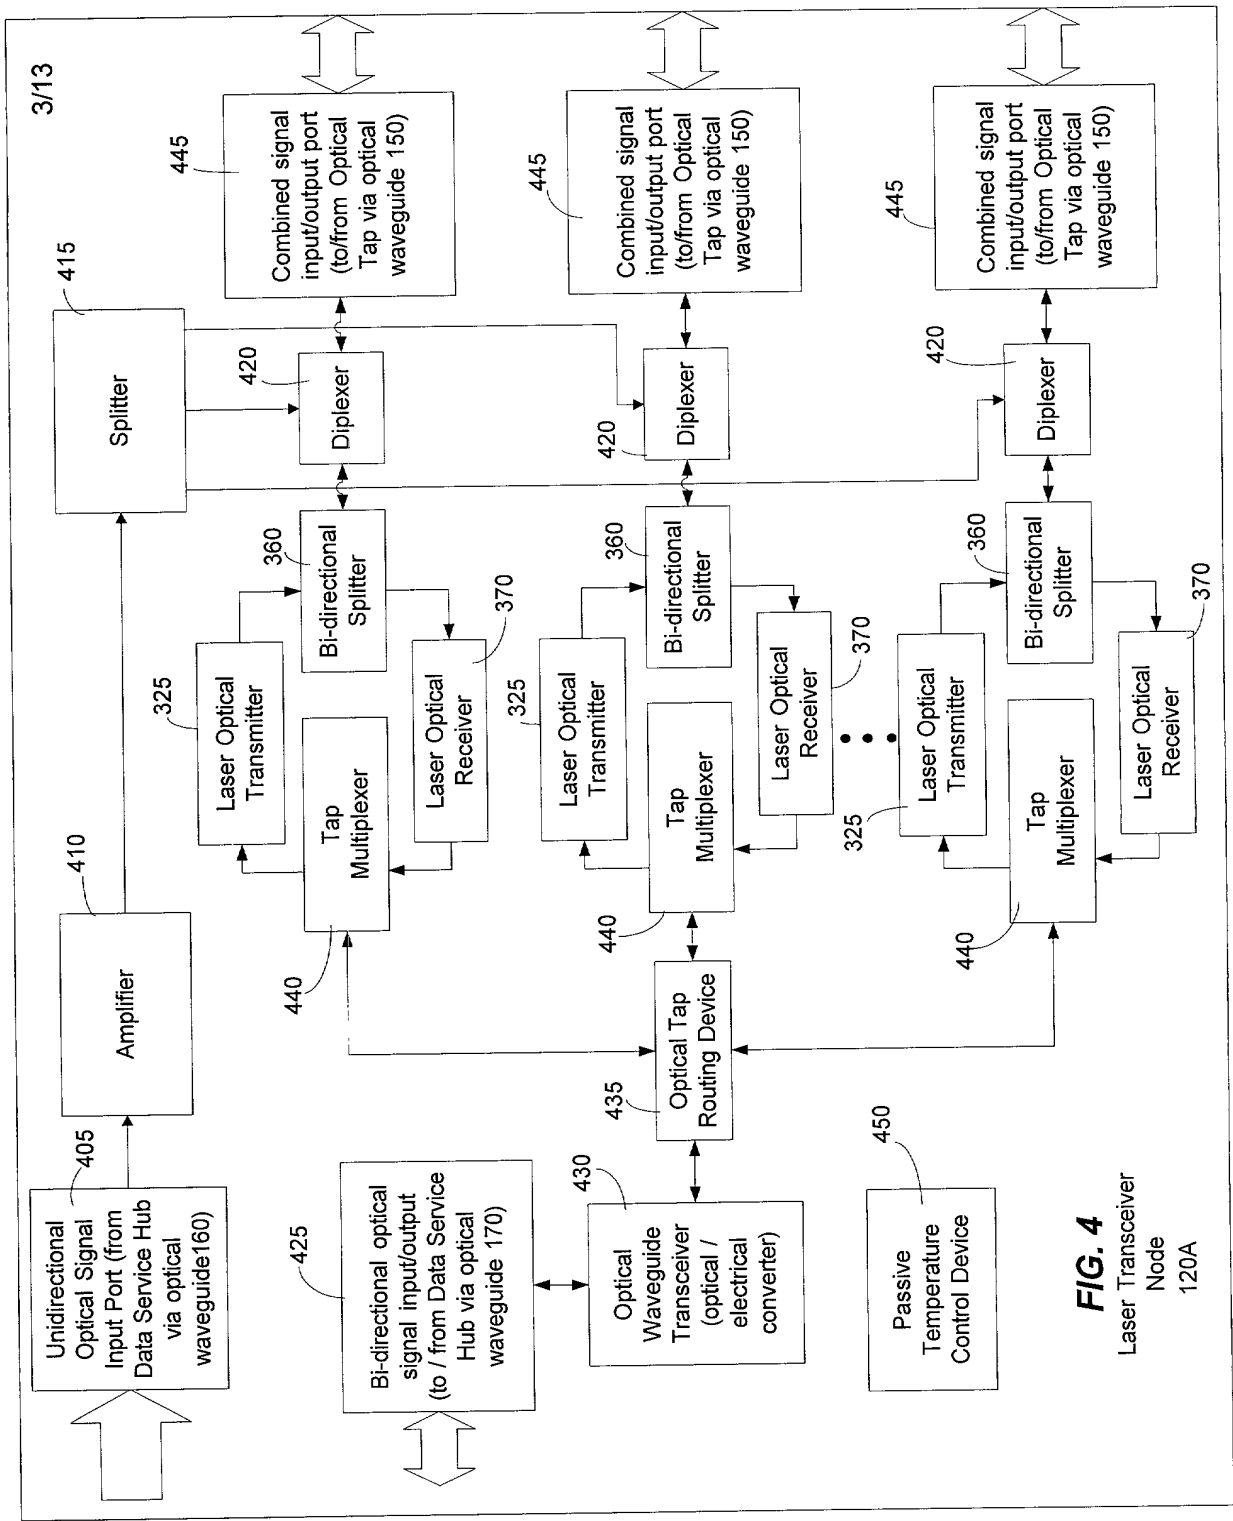 3/13
405
Unidirectional
Optical Signal
Input Port (from
Data Service Hub
via optical
waveguide160)
410
Amplifier
415
Splitter
445
Combined signal
input/output port
(to/from Optical
Tap via optical
waveguide 150)
420
Diplexer
360
Bi-directional
Splitter
325
Laser Optical
Transmitter
370
Laser Optical
Receiver
Tap
Multiplexer
440
425
Bi-directional optical
signal input/output
(to / from Data Service
Hub via optical
waveguide 170)
430
Optical
Waveguide
Transceiver
(optical /
electrical
converter)
435
Optical Tap
Routing Device
440
Tap
Multiplexer
325
Laser Optical
Transmitter
Laser Optical
Receiver
370
360
Bi-directional
Splitter
420
Diplexer
445
Combined signal
input/output port
(to/from Optical
Tap via optical
waveguide 150)
450
Passive
Temperature
Control Device
440
Tap
Multiplexer
325
Laser Optical
Transmitter
Laser Optical
Receiver
370
360
Bi-directional
Splitter
420
Diplexer
445
Combined signal
input/output port
(to/from Optical
Tap via optical
waveguide 150)
FIG. 4
Laser Transceiver
Node
120A